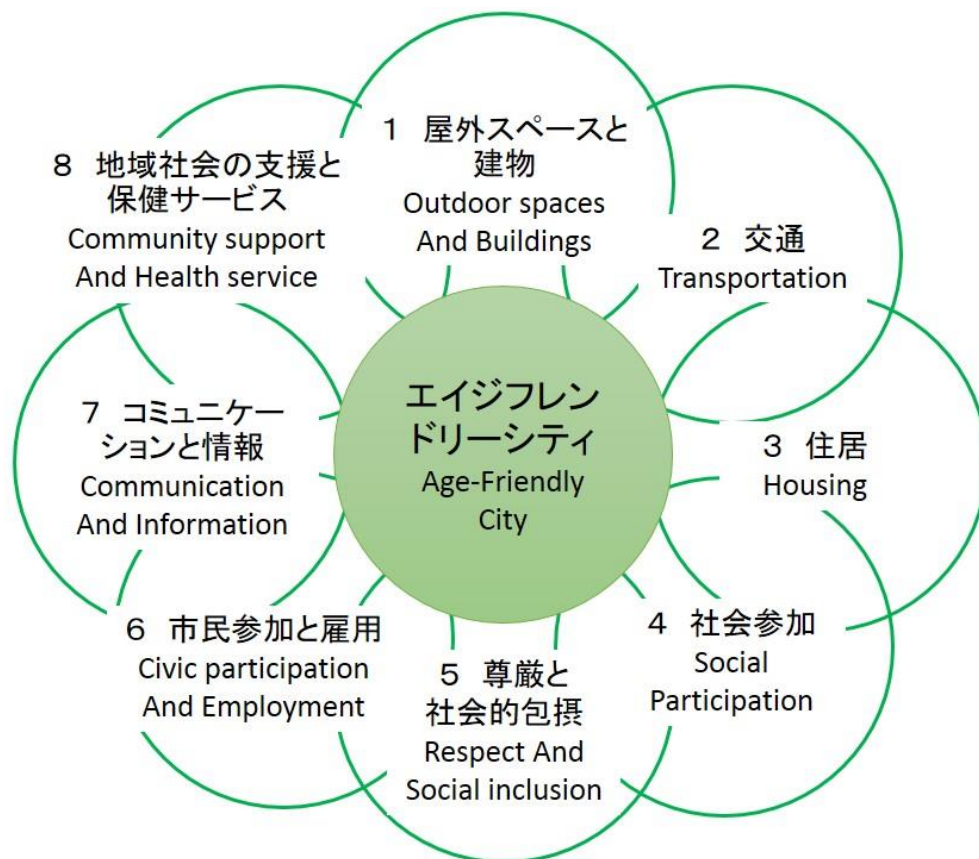 1　屋外スペースと
建物
Outdoor spaces
And Buildings
2　交通
Transportation
3　住居
Housing
4　社会参加
Social
Participation
5　尊厳と
社会的包摂
Respect And
Social inclusion
6　市民参加と雇用
Civic participation
And Employment
7　コミュニケー
ションと情報
Communication
And Information
8　地域社会の支援と
保健サービス
Community support
And Health service
エイジフレン
ドリーシティ
Age-Friendly
City